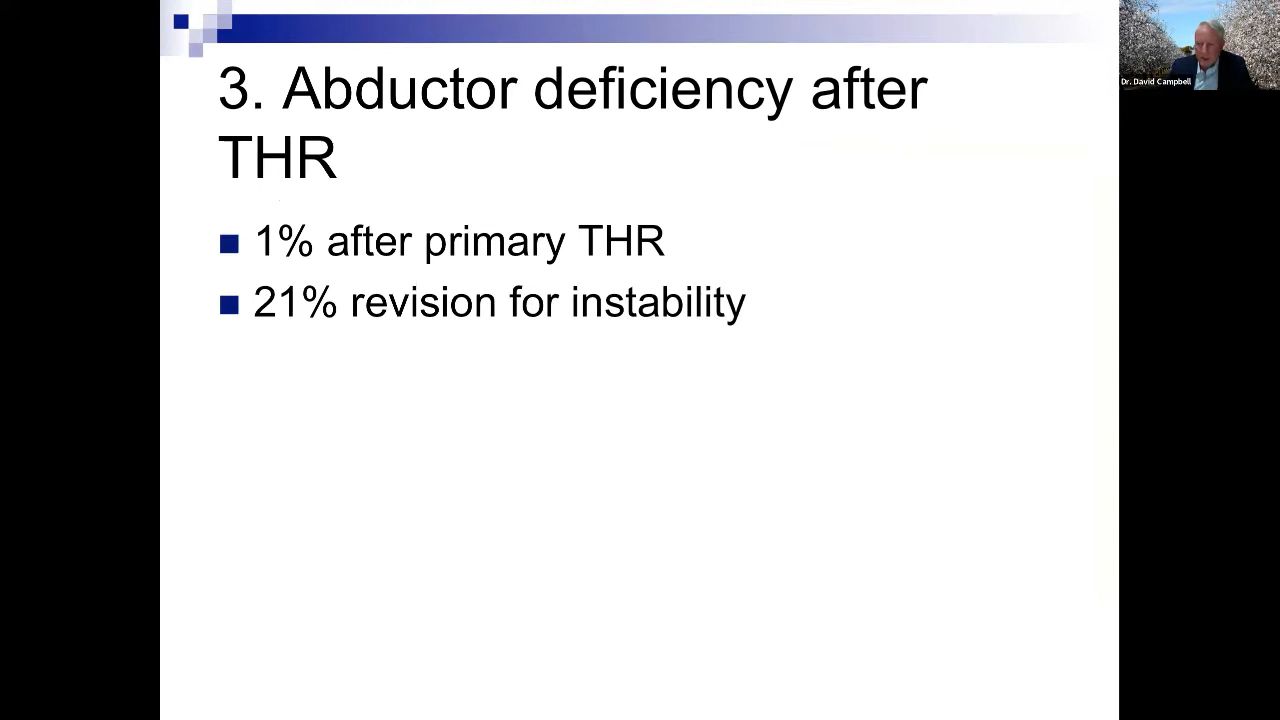 3. Abductor deficiency after
THR
1% after primary THR
21% revision for instability
Dr. David Campbell